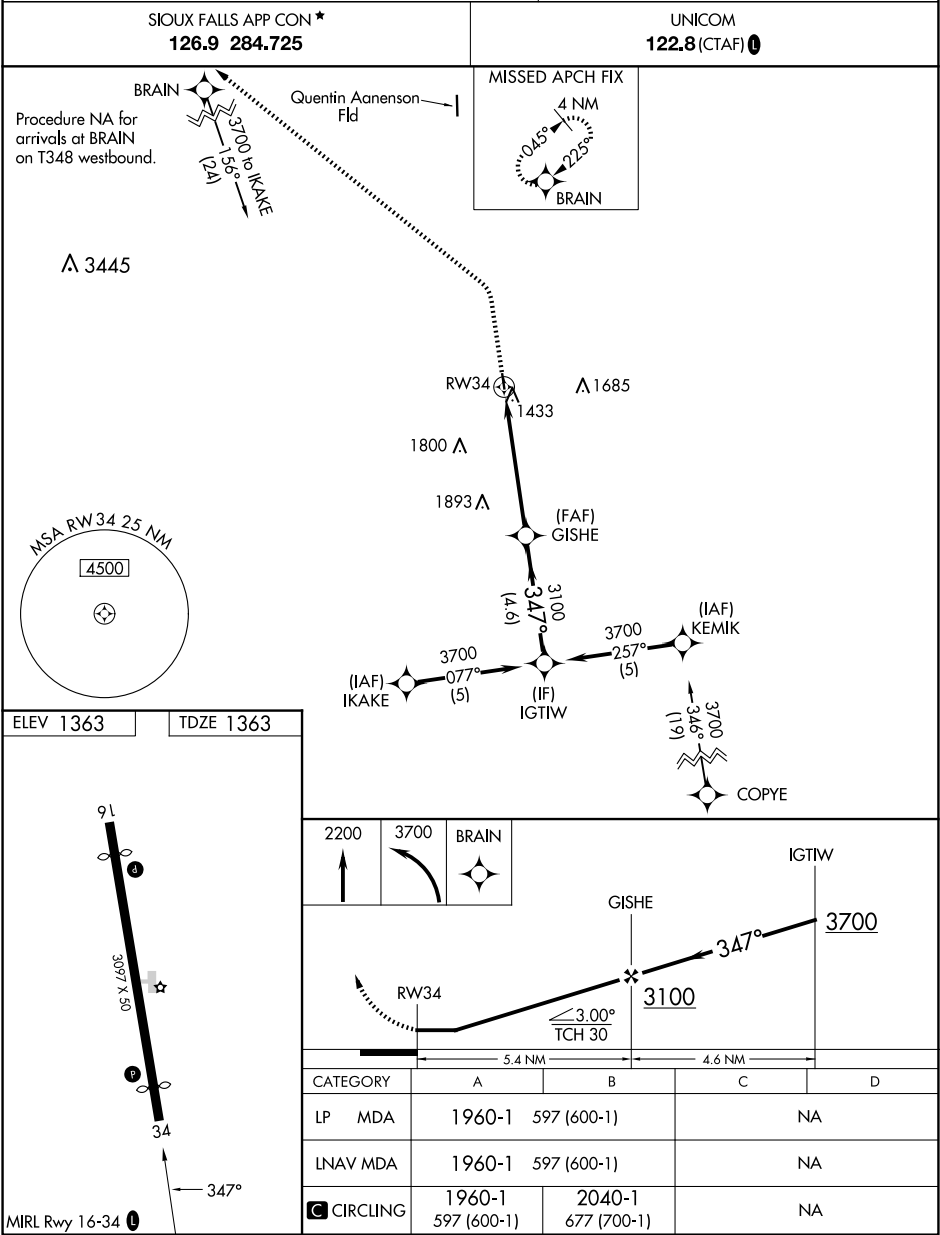 SIOUX FALLS APP CON ★
126.9 284.725
UNICOM
122.8 (CTAF) L
BRAIN
Procedure NA for
arrivals at BRAIN
on T348 westbound.
3700 to IKAKE
156°
(24)
Quentin Aanenson
Fld
MISSED APCH FIX
4 NM
045°
225°
BRAIN
3445
RW34
1433
1685
1800
1893
(FAF)
GISHE
MSA RW34 25 NM
4500
3100
347°
(4.6)
(IAF)
KEMIK
3700
257°
(5)
3700
077°
(5)
(IAF)
IKAKE
(IF)
IGTIW
3700
346°
(19)
COPYE
ELEV 1363
TDZE 1363
16
P
3097 X 50
P
34
347°
MIRL Rwy 16-34 L
2200
3700
BRAIN
IGTIW
GISHE
3700
347°
3100
RW34
3.00°
TCH 30
5.4 NM
4.6 NM
CATEGORY A B C D
LP MDA 1960-1 597 (600-1) NA
LNAV MDA 1960-1 597 (600-1) NA
C CIRCLING 1960-1 2040-1 NA
597 (600-1) 677 (700-1)